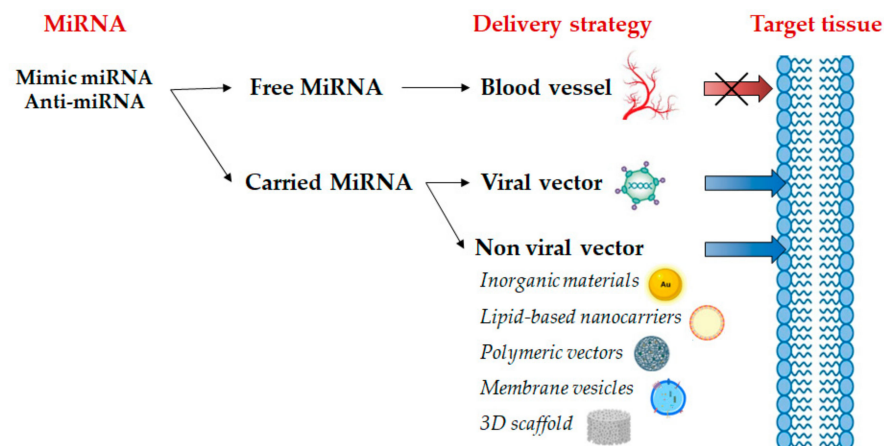 MiRNA
Delivery strategy
Target tissue
Mimic miRNA
Anti-miRNA
Free MiRNA
Blood vessel
Carried MiRNA
Viral vector
Non viral vector
Inorganic materials
Au
Lipid-based nanocarriers
Polymeric vectors
Membrane vesicles
3D scaffold